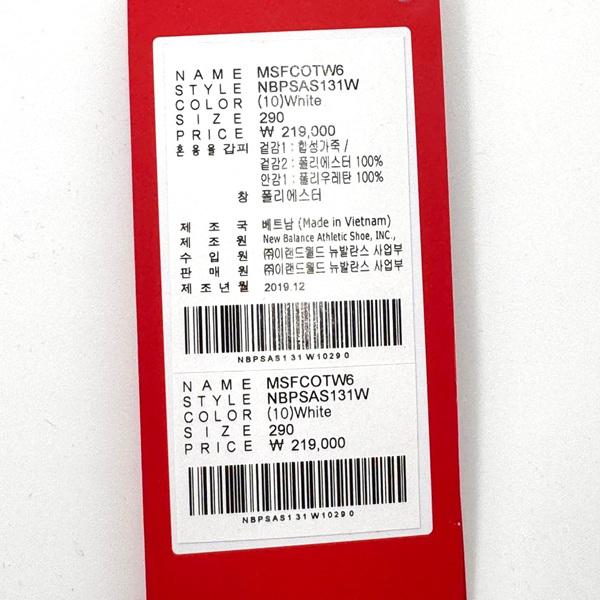 NAME MSFCOTW6
STYLE NBPSAS131W
COLOR (10)White
SIZE 290
PRICE ₩ 219,000
혼용율 갑피 겉감1 : 합성가죽 /
겉감2 : 폴리에스터 100%
안감1 : 폴리우레탄 100%
창 폴리에스터
제조국 베트남 (Made in Vietnam)
제조원 New Balance Athletic Shoe, INC.,
수입원 ㈜이랜드월드 뉴발란스 사업부
판매원 ㈜이랜드월드 뉴발란스 사업부
제조년월 2019.12
NBPSAS131W10290
NAME MSFCOTW6
STYLE NBPSAS131W
COLOR (10)White
SIZE 290
PRICE ₩ 219,000
NBPSAS131W10290